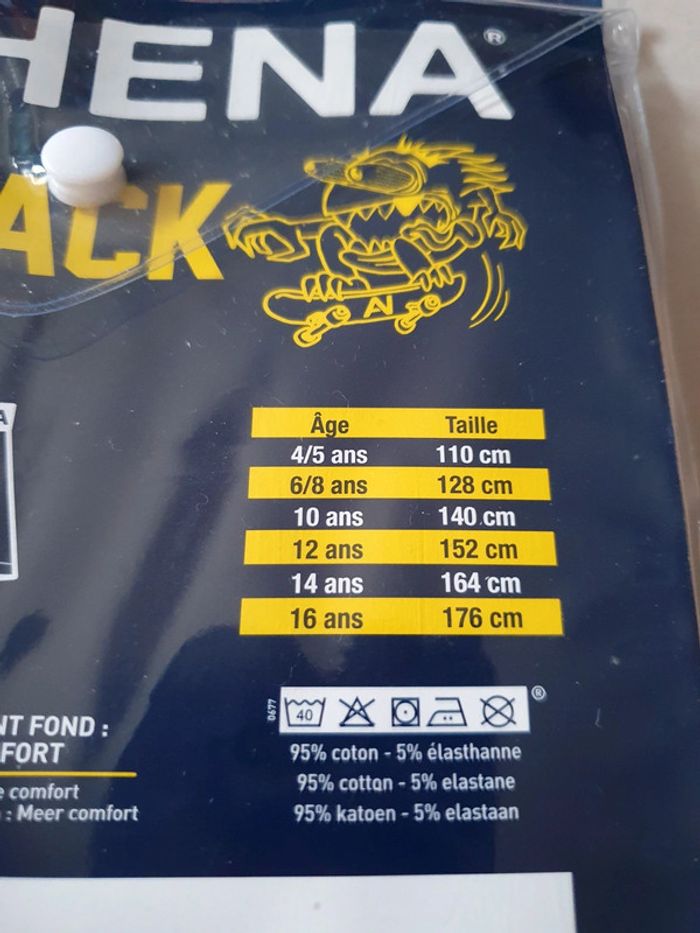 HENA®
ACK
AV
A
Âge Taille
4/5 ans 110 cm
6/8 ans 128 cm
10 ans 140 cm
12 ans 152 cm
14 ans 164 cm
16 ans 176 cm
0677 40 ®
NT FOND :
FORT
e comfort
: Meer comfort
95% coton - 5% élasthanne
95% cotton - 5% elastane
95% katoen - 5% elastaan